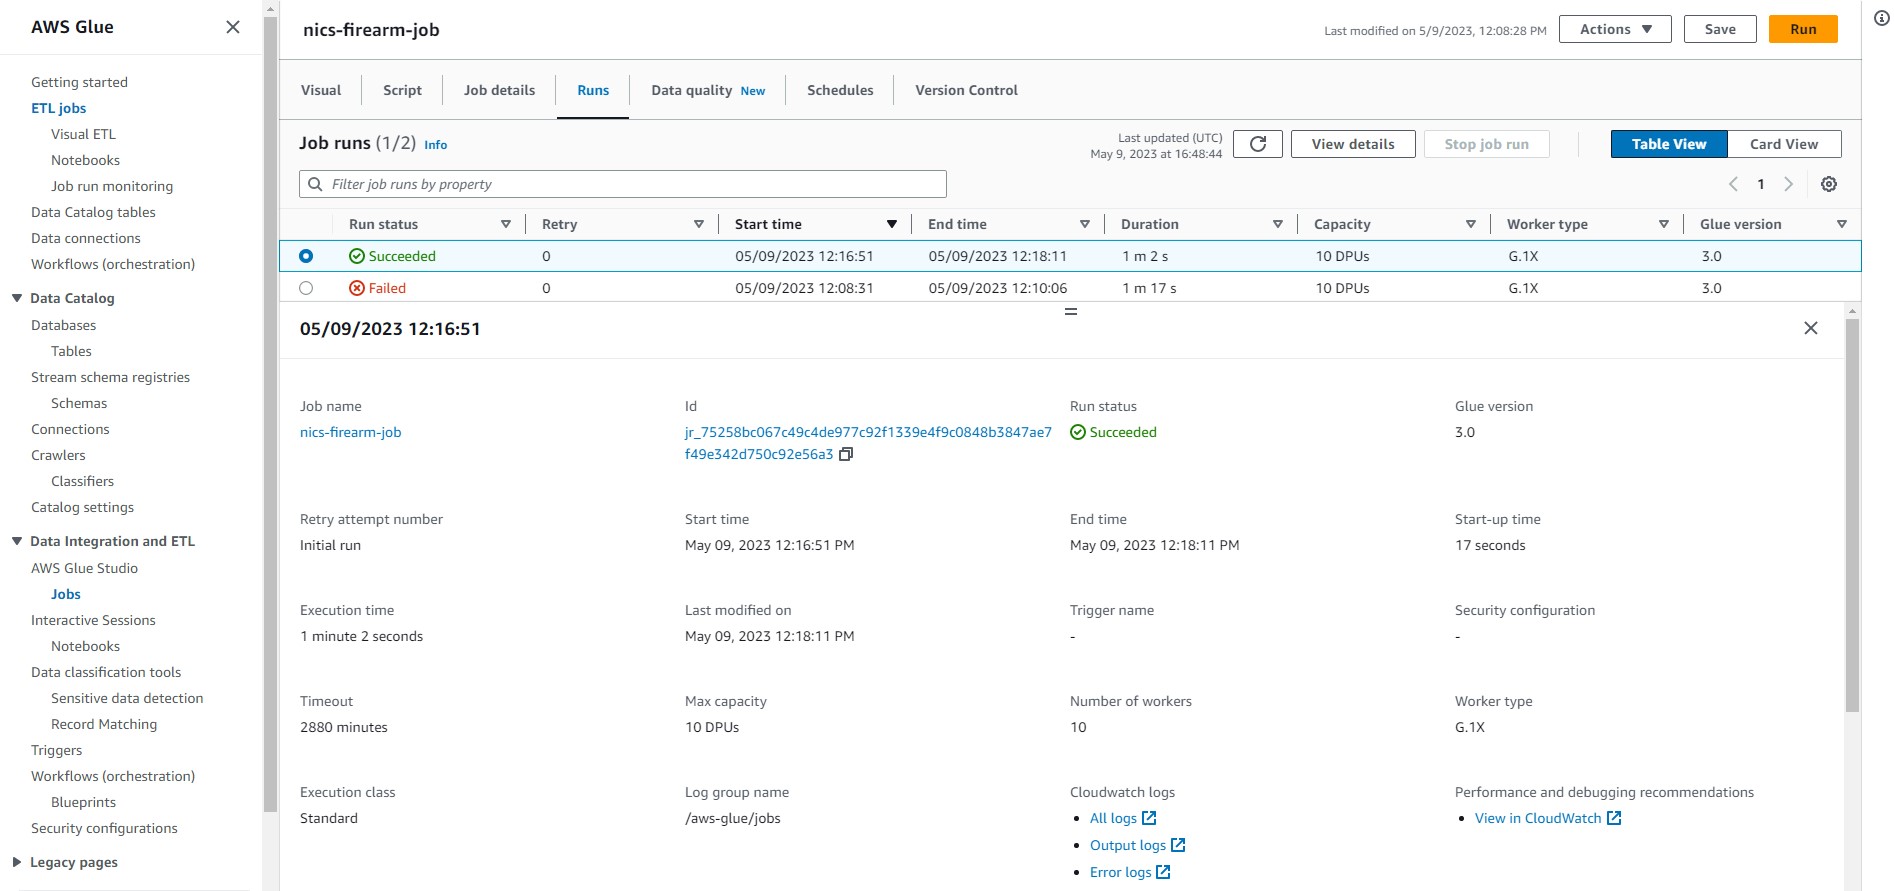 AWS Glue
Getting started
ETL jobs
Visual ETL
Notebooks
Job run monitoring
Data Catalog tables
Data connections
Workflows (orchestration)
Data Catalog
Databases
Tables
Stream schema registries
Schemas
Connections
Crawlers
Classifiers
Catalog settings
Data Integration and ETL
AWS Glue Studio
Jobs
Interactive Sessions
Notebooks
Data classification tools
Sensitive data detection
Record Matching
Triggers
Workflows (orchestration)
Blueprints
Security configurations
Legacy pages
nics-firearm-job
Last modified on 5/9/2023, 12:08:28 PM
Actions
Save
Run
Visual Script Job details Runs Data quality New Schedules Version Control
Job runs (1/2) Info
Last updated (UTC)
May 9, 2023 at 16:48:44
View details
Stop job run
Table View
Card View
Filter job runs by property
1
Run status Retry Start time End time Duration Capacity Worker type Glue version
Succeeded 0 05/09/2023 12:16:51 05/09/2023 12:18:11 1 m 2 s 10 DPUs G.1X 3.0
Failed 0 05/09/2023 12:08:31 05/09/2023 12:10:06 1 m 17 s 10 DPUs G.1X 3.0
05/09/2023 12:16:51
Job name
nics-firearm-job
Id
jr_75258bc067c49c4de977c92f1339e4f9c0848b3847ae7
f49e342d750c92e56a3
Run status
Succeeded
Glue version
3.0
Retry attempt number
Initial run
Start time
May 09, 2023 12:16:51 PM
End time
May 09, 2023 12:18:11 PM
Start-up time
17 seconds
Execution time
1 minute 2 seconds
Last modified on
May 09, 2023 12:18:11 PM
Trigger name
-
Security configuration
-
Timeout
2880 minutes
Max capacity
10 DPUs
Number of workers
10
Worker type
G.1X
Execution class
Standard
Log group name
/aws-glue/jobs
Cloudwatch logs
• All logs
• Output logs
• Error logs
Performance and debugging recommendations
• View in CloudWatch